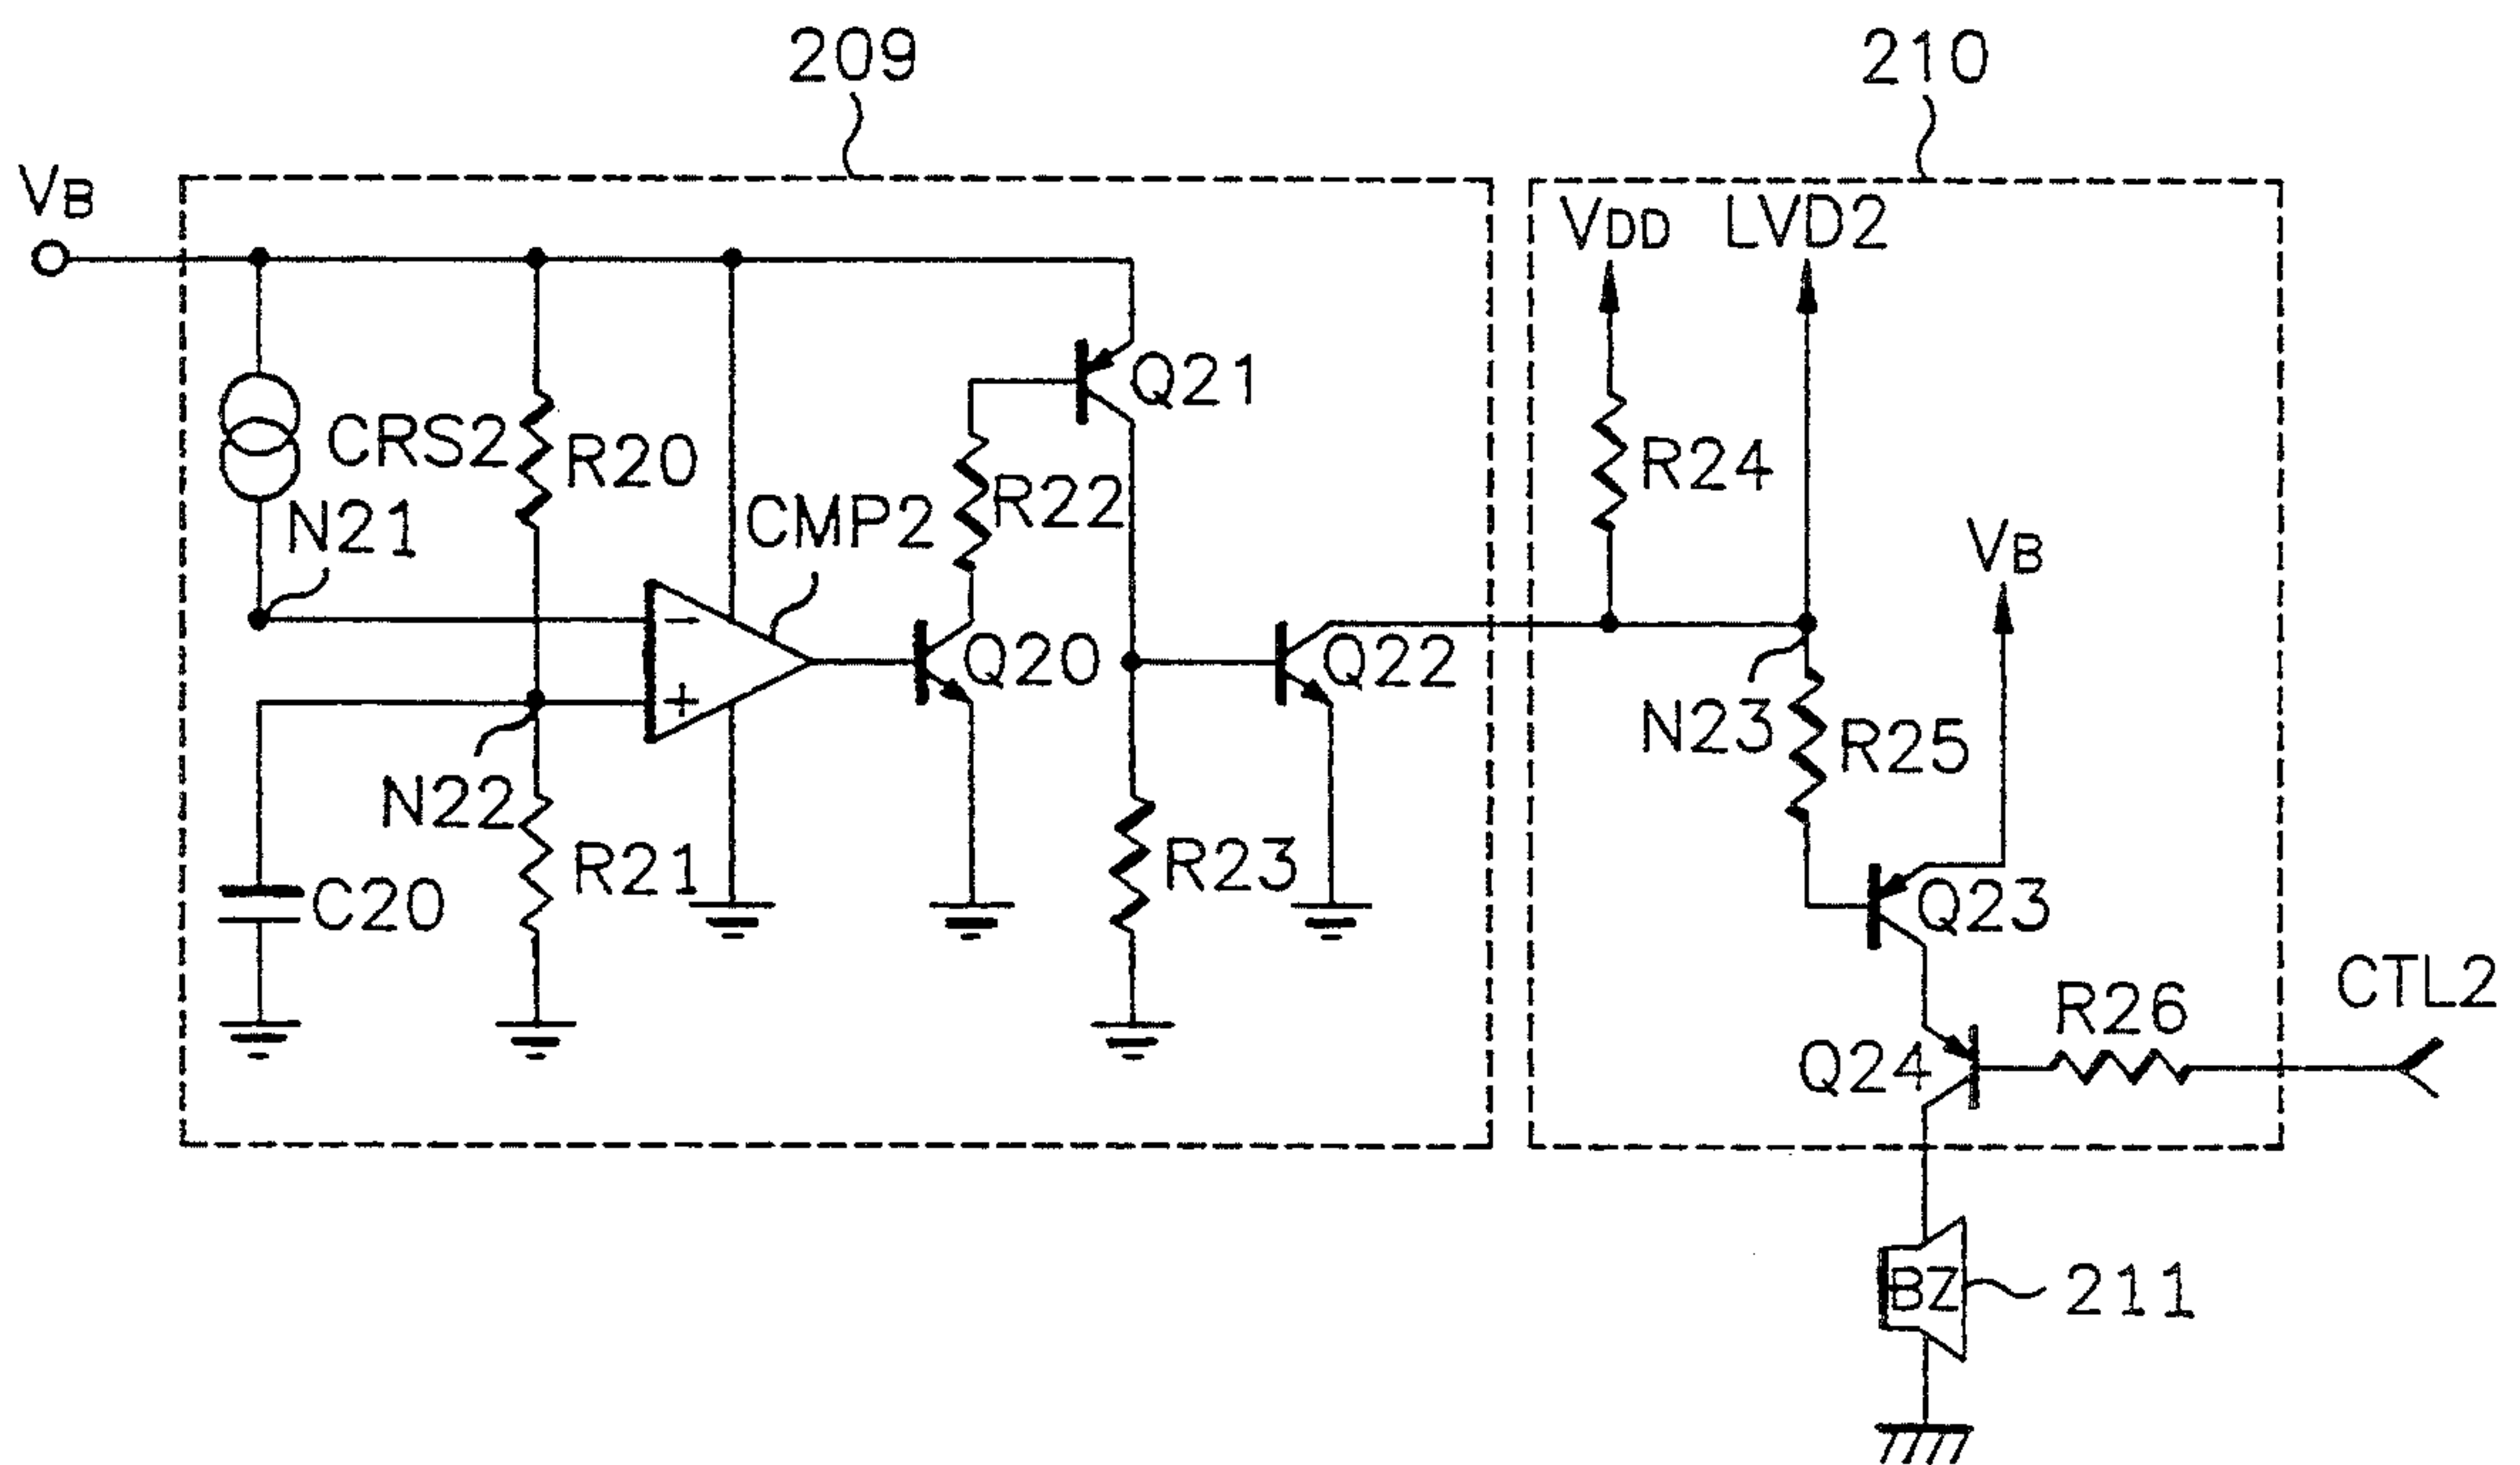 209
210
VB
VDD
LVD2
Q21
CRS2
R20
R24
N21
CMP2
R22
VB
Q20
Q22
N22
N23
R25
R21
R23
C20
Q23
CTL2
R26
Q24
−
+
BZ
211